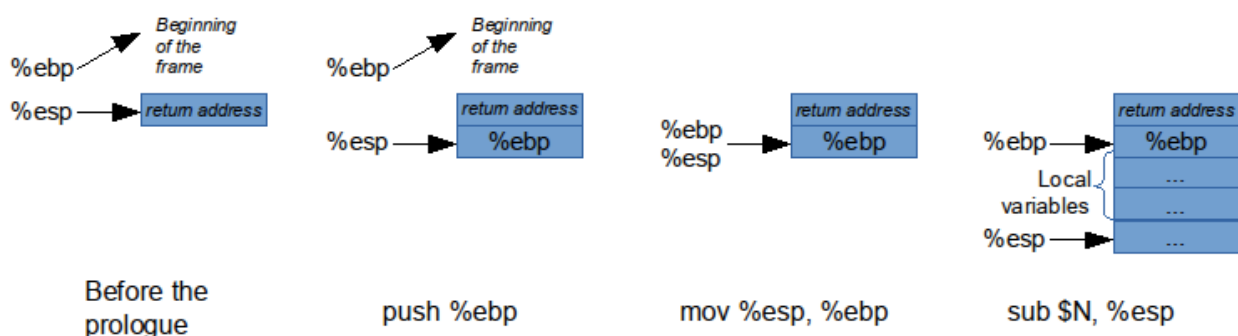 Beginning
of the
frame
%ebp
%esp
return address
Before the
prologue
Beginning
of the
frame
%ebp
return address
%esp
%ebp
push %ebp
return address
%ebp
%esp
%ebp
mov %esp, %ebp
return address
%ebp
%ebp
Local
variables
...
...
%esp
...
sub $N, %esp